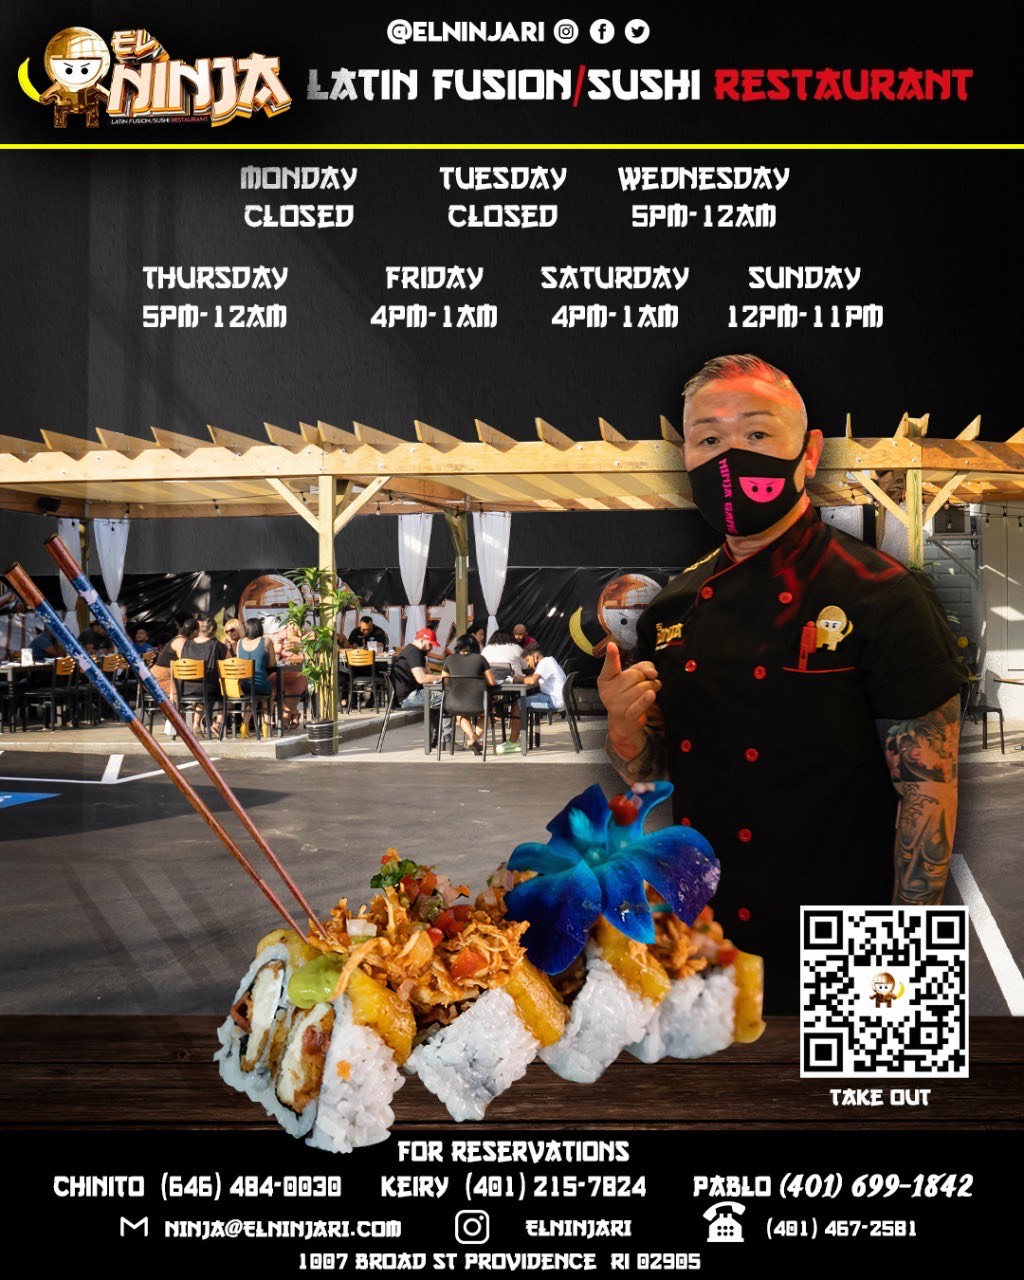 @ELNINJARI
EL NINJA
LATIN FUSION/SUSHI RESTAURANT
LATIN FUSION/SUSHI RESTAURANT
MONDAY TUESDAY WEDNESDAY
CLOSED CLOSED 5PM-12AM
THURSDAY FRIDAY SATURDAY SUNDAY
5PM-12AM 4PM-1AM 4PM-1AM 12PM-11PM
TAKE OUT
FOR RESERVATIONS
CHINITO (646) 484-0030 KEIRY (401) 215-7824 PABLO (401) 699-1842
NINJA@ELNINJARI.COM ELNINJARI (401) 467-2581
1007 BROAD ST PROVIDENCE RI 02905